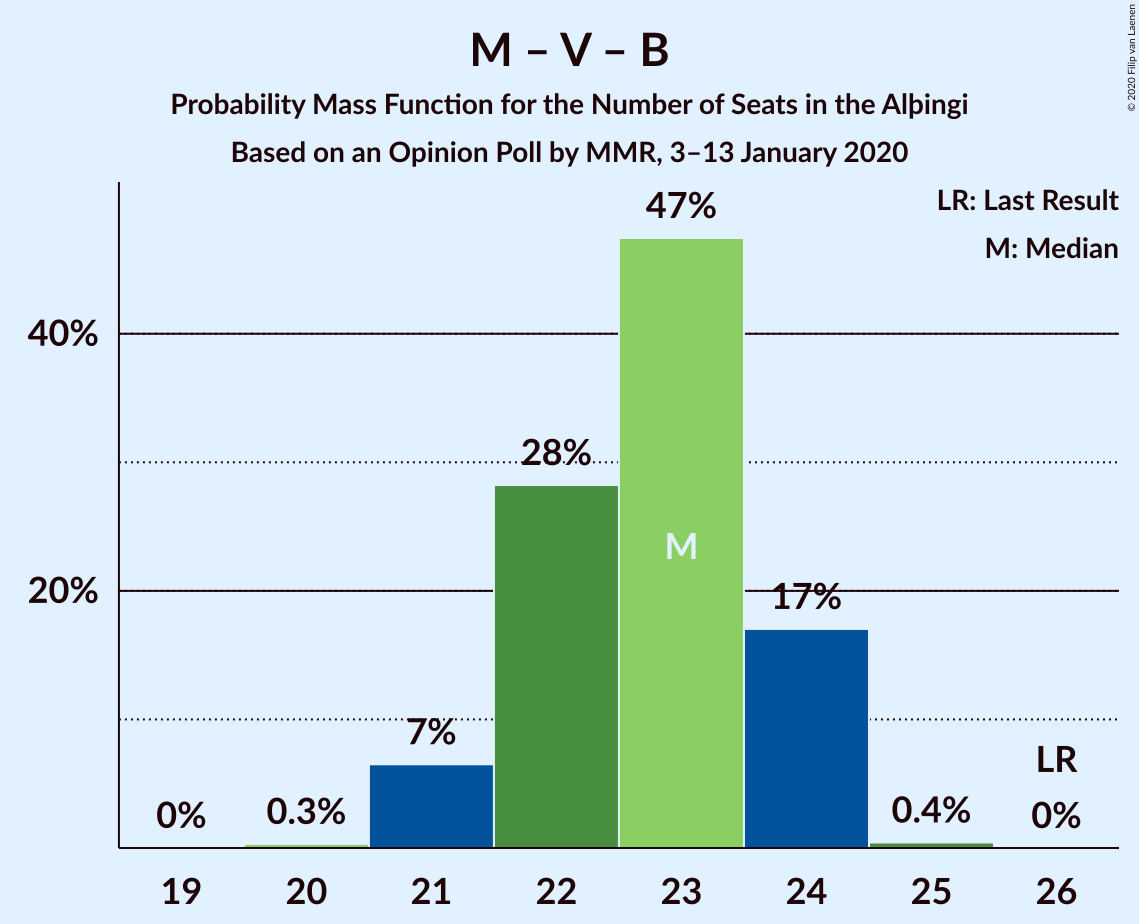 M – V – B
Probability Mass Function for the Number of Seats in the Alþingi
Based on an Opinion Poll by MMR, 3–13 January 2020
© 2020 Filip van Laenen
LR: Last Result
M: Median
47%
40%
28%
M
20%
17%
7%
LR
0%
0.3%
0.4%
0%
19 20 21 22 23 24 25 26